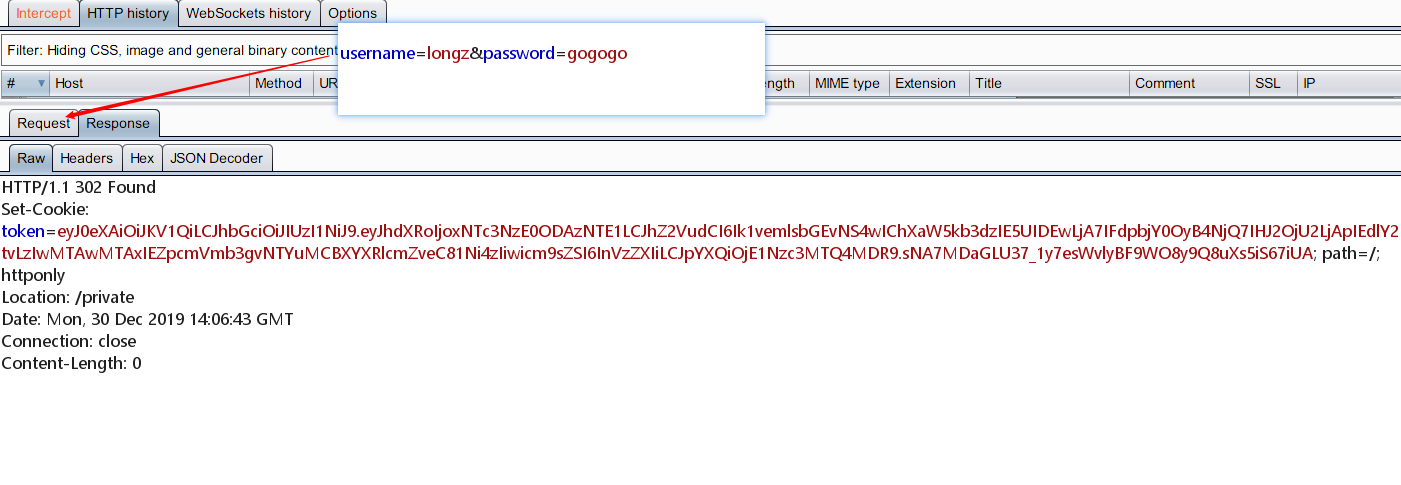 Intercept HTTP history WebSockets history Options
Filter: Hiding CSS, image and general binary content
username=longz&password=gogogo
# Host Method UR ength MIME type Extension Title Comment SSL IP
Request Response
Raw Headers Hex JSON Decoder
HTTP/1.1 302 Found
Set-Cookie:
token=eyJ0eXAiOiJKV1QiLCJhbGciOiJIUzI1NiJ9.eyJhdXRoIjoxNTc3NzE0ODAzNTE1LCJhZ2VudCI6Ik1vemlsbGEvNS4wIChXaW5kb3dzIE5UIDEwLjA7IFdpbjY0OyB4NjQ7IHJ2OjU2LjApIEdlY2
tvLzIwMTAwMTAxIEZpcmVmb3gvNTYuMCBXYXRlcmZveC81Ni4zIiwicm9sZSI6InVzZXIiLCJpYXQiOjE1Nzc3MTQ4MDR9.sNA7MDaGLU37_1y7esWvlyBF9WO8y9Q8uXs5iS67iUA; path=/;
httponly
Location: /private
Date: Mon, 30 Dec 2019 14:06:43 GMT
Connection: close
Content-Length: 0